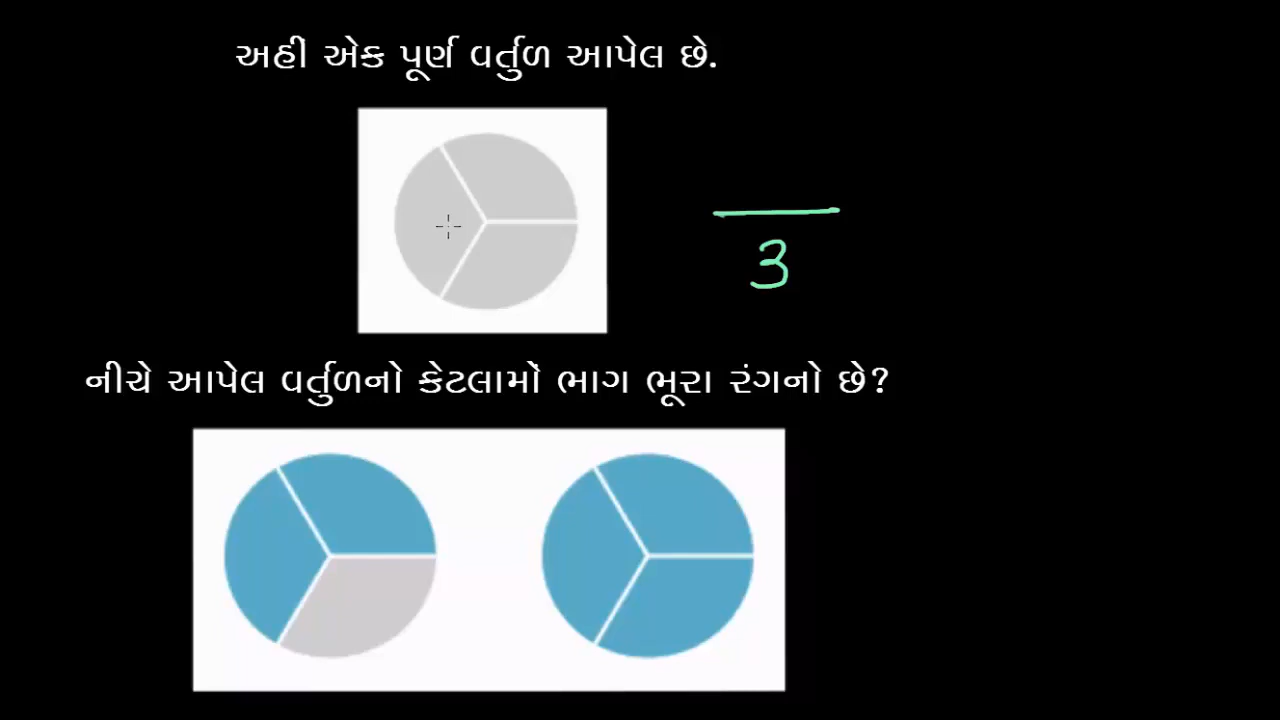 અહીં એક પૂર્ણ વર્તુળ આપેલ છે.
3
નીચે આપેલ વર્તુળનો કેટલામોં ભાગ ભૂરા રંગનો છે?